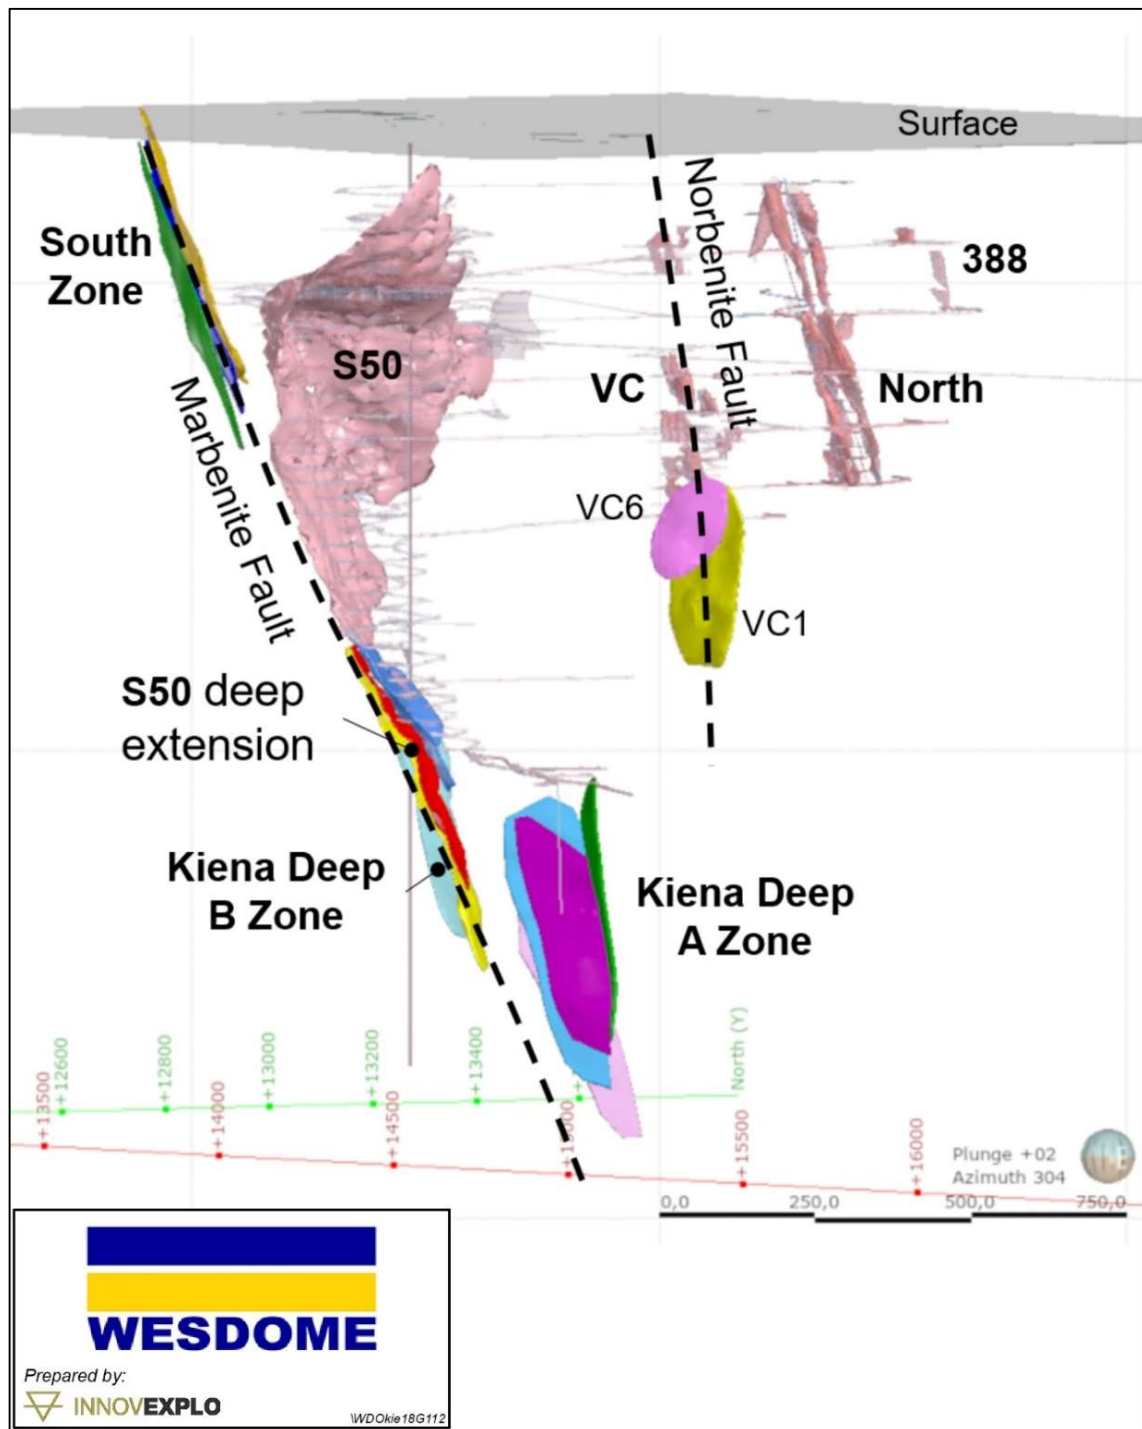 Surface
South
Zone
S50
Norbenite Fault
388
VC
North
Marbenite Fault
VC6
VC1
S50 deep
extension
Kiena Deep
B Zone
Kiena Deep
A Zone
+12600
+12800
+13000
+13200
+13400
North (Y)
+13500
+14000
+14500
+15000
+15500
+16000
Plunge +02
Azimuth 304
0,0
250,0
500,0
750,0
WESDOME
Prepared by:
INNOVEXPLO
\WDOkie18G112